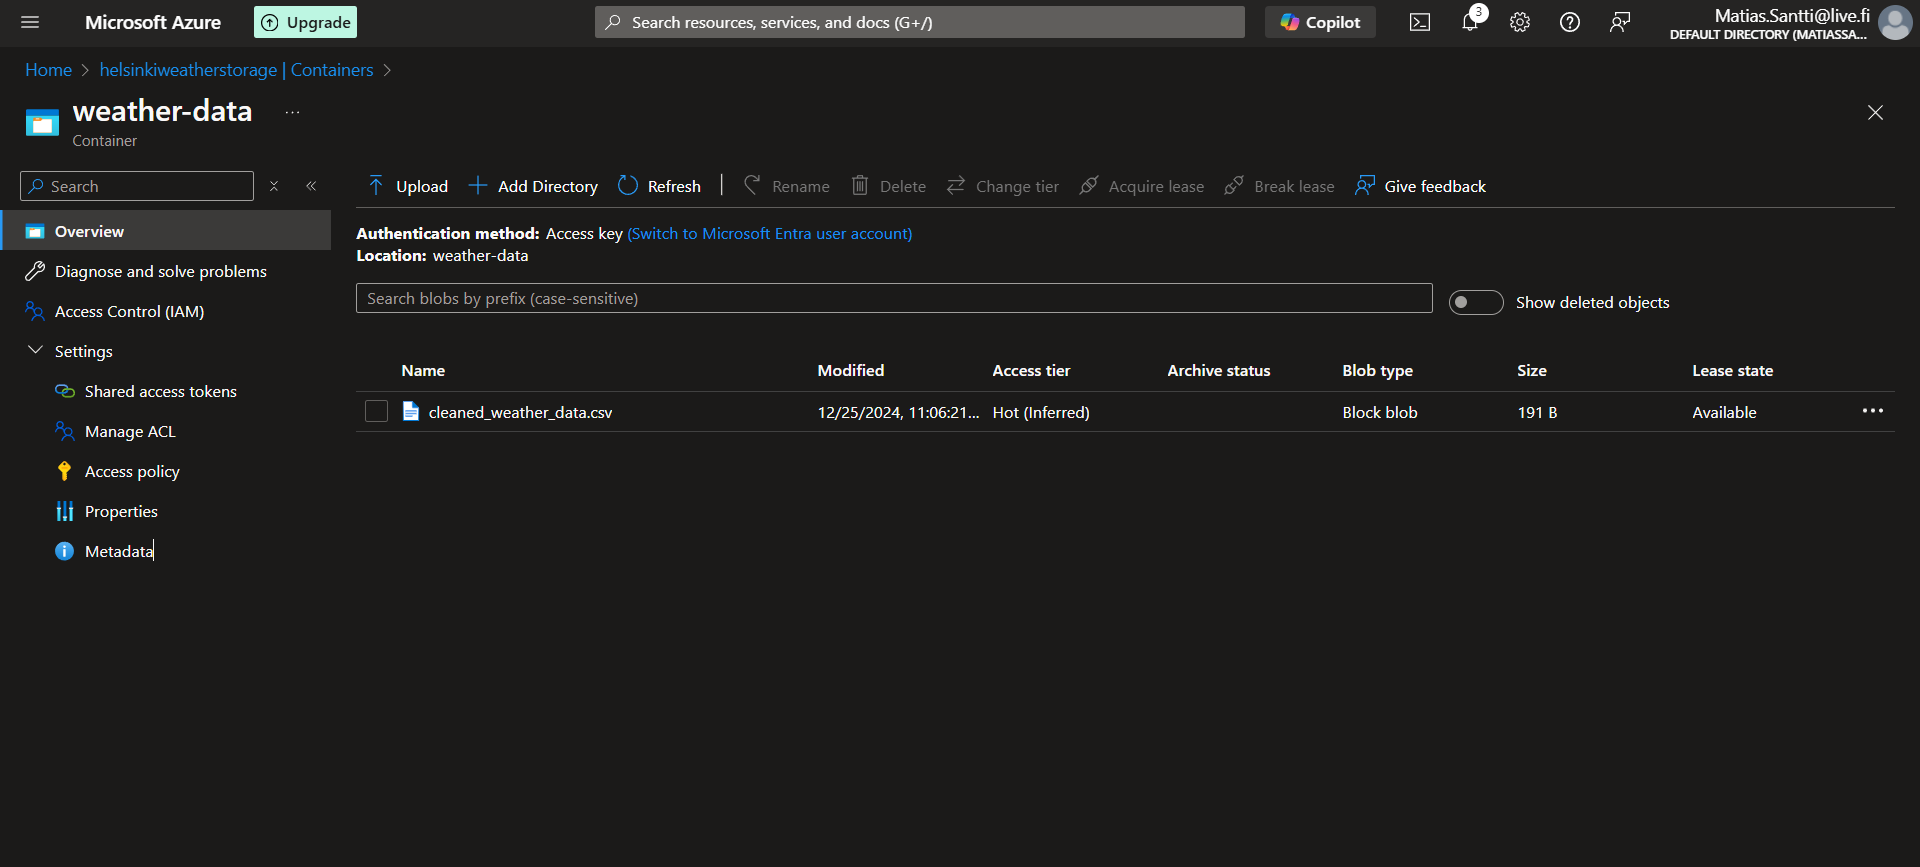 Microsoft Azure
Upgrade
Search resources, services, and docs (G+/)
Copilot
3
Matias.Santti@live.fi
DEFAULT DIRECTORY (MATIASSA...
Home > helsinkiweatherstorage | Containers >
weather-data ...
Container
Search
Upload
Add Directory
Refresh
Rename
Delete
Change tier
Acquire lease
Break lease
Give feedback
Overview
Diagnose and solve problems
Access Control (IAM)
Settings
Shared access tokens
Manage ACL
Access policy
Properties
Metadata
Authentication method: Access key (Switch to Microsoft Entra user account)
Location: weather-data
Search blobs by prefix (case-sensitive)
Show deleted objects
Name Modified Access tier Archive status Blob type Size Lease state
cleaned_weather_data.csv 12/25/2024, 11:06:21... Hot (Inferred) Block blob 191 B Available